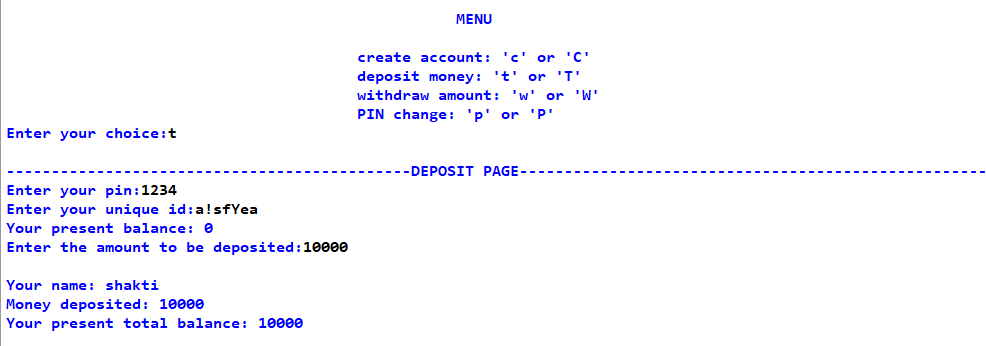 MENU
create account: 'c' or 'C'
deposit money: 't' or 'T'
withdraw amount: 'w' or 'W'
PIN change: 'p' or 'P'
Enter your choice:t
---------------------------------------------DEPOSIT PAGE----------------------------------------------------
Enter your pin:1234
Enter your unique id:a!sfYea
Your present balance: 0
Enter the amount to be deposited:10000
Your name: shakti
Money deposited: 10000
Your present total balance: 10000